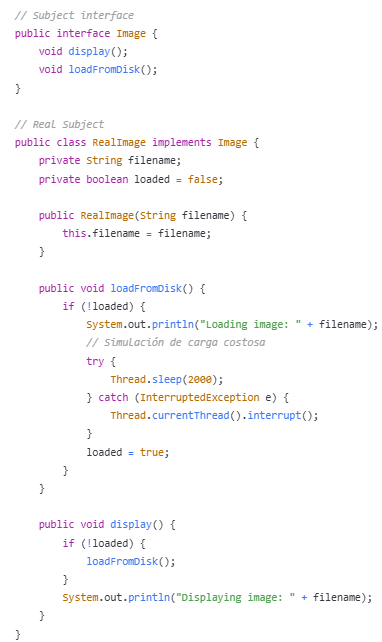 // Subject interface
public interface Image {
    void display();
    void loadFromDisk();
}

// Real Subject
public class RealImage implements Image {
    private String filename;
    private boolean loaded = false;

    public RealImage(String filename) {
        this.filename = filename;
    }

    public void loadFromDisk() {
        if (!loaded) {
            System.out.println("Loading image: " + filename);
            // Simulación de carga costosa
            try {
                Thread.sleep(2000);
            } catch (InterruptedException e) {
                Thread.currentThread().interrupt();
            }
            loaded = true;
        }
    }

    public void display() {
        if (!loaded) {
            loadFromDisk();
        }
        System.out.println("Displaying image: " + filename);
    }
}